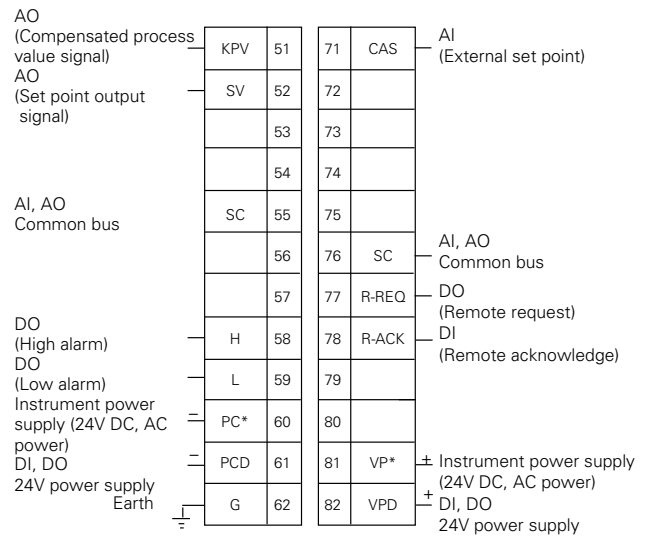 AO
(Compensated process
value signal)
KPV 51 71 CAS
AI
(External set point)
AO
(Set point output
signal)
SV 52 72
53 73
54 74
AI, AO
Common bus
SC 55 75
56 76 SC
AI, AO
Common bus
57 77 R-REQ
DO
(Remote request)
DO
(High alarm)
H 58 78 R-ACK
DI
(Remote acknowledge)
DO
(Low alarm)
L 59 79
Instrument power
supply (24V DC, AC
power)
− PC* 60 80
DI, DO
24V power supply
− PCD 61 81 VP* +
Instrument power supply
(24V DC, AC power)
Earth
G 62 82 VPD +
DI, DO
24V power supply